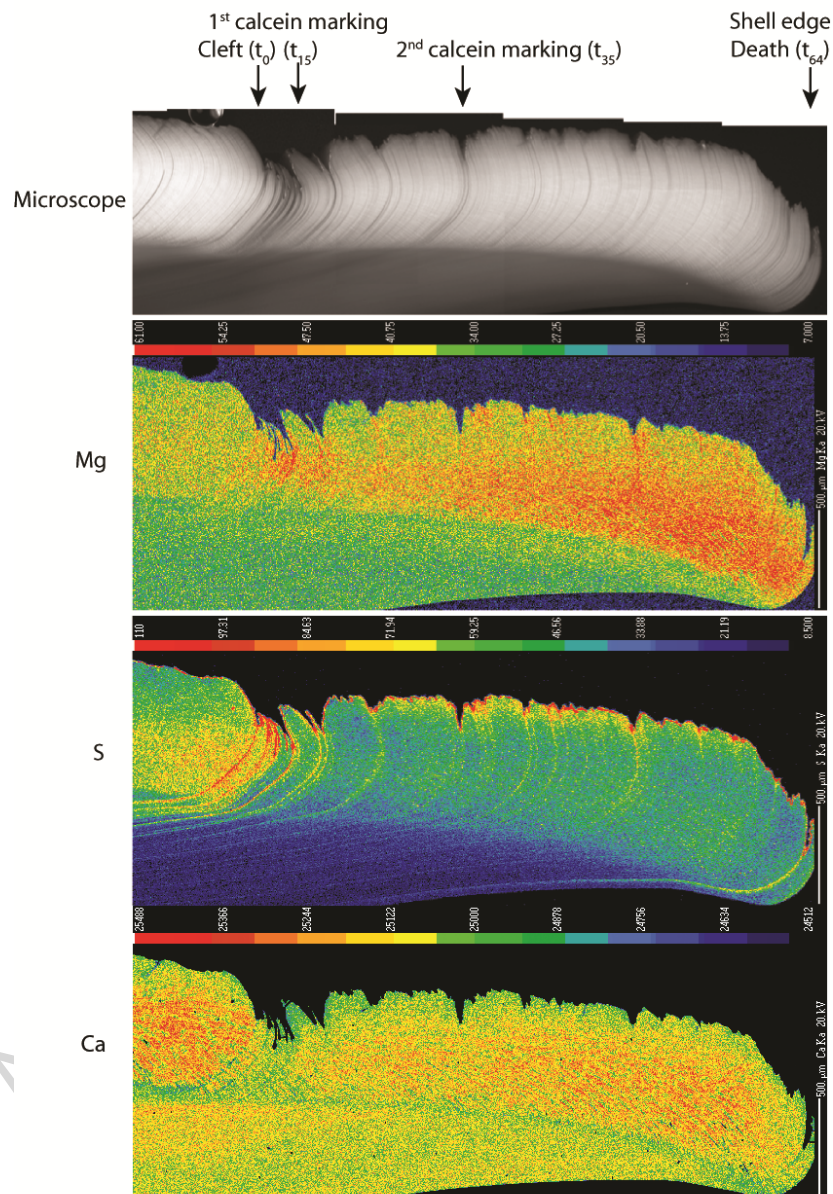 1st calcein marking
Cleft (t0) (t15)
2nd calcein marking (t35)
Shell edge
Death (t64)
Microscope
61.00 54.25 47.50 40.75 34.00 27.25 20.50 13.75 7.000
Mg
500. µm Mg Ka 20. kV
110 97.31 84.63 71.94 59.25 46.56 33.88 21.19 8.500
S
500. µm S Ka 20. kV
25488 25366 25244 25122 25000 24878 24756 24634 24512
Ca
500. µm Ca Ka 20. kV